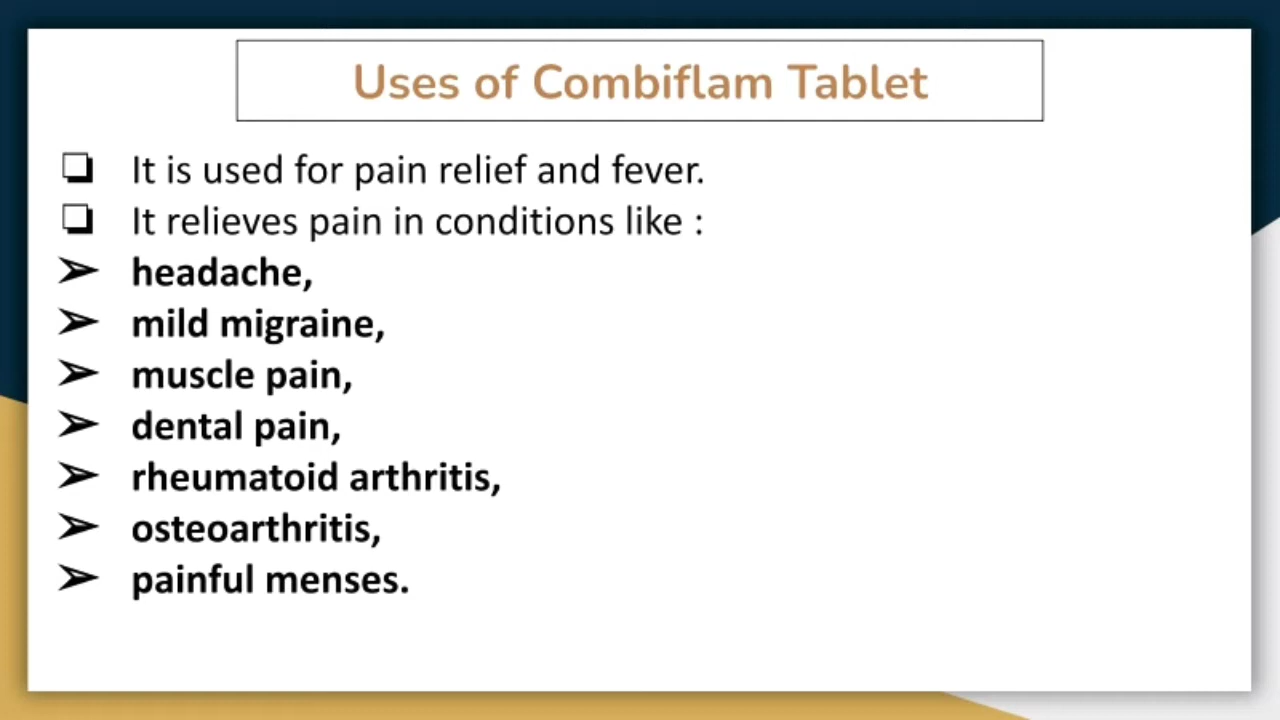 Uses of Combiflam Tablet
❏ It is used for pain relief and fever.
❏ It relieves pain in conditions like :
➢ headache,
➢ mild migraine,
➢ muscle pain,
➢ dental pain,
➢ rheumatoid arthritis,
➢ osteoarthritis,
➢ painful menses.